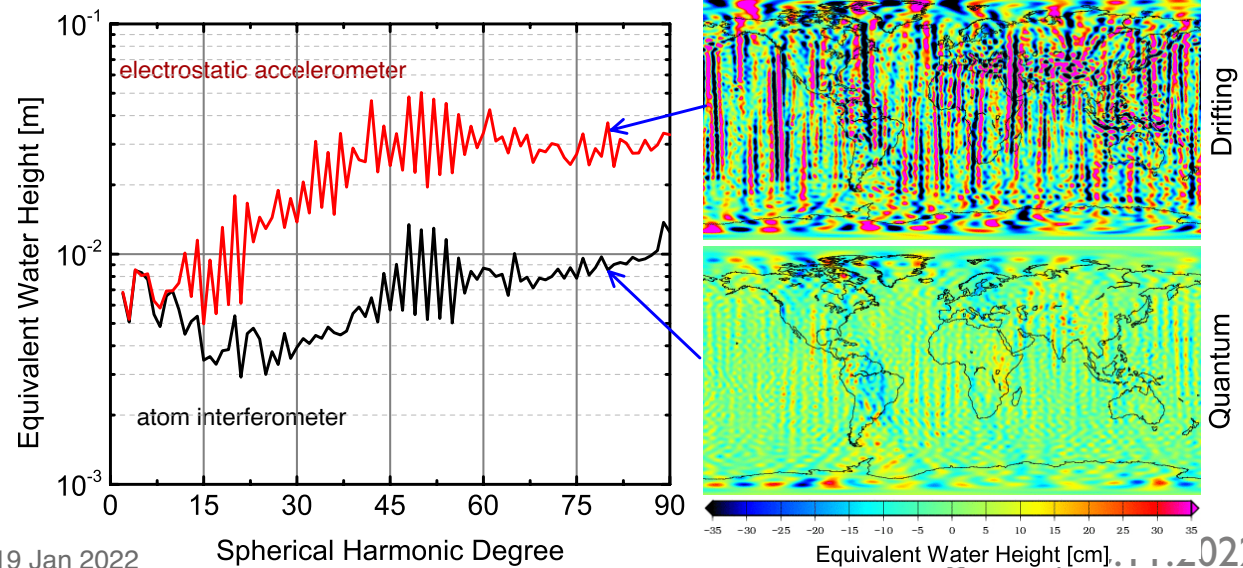 10-1
electrostatic accelerometer
10-2
atom interferometer
10-3
Equivalent Water Height [m]
0 15 30 45 60 75 90
Spherical Harmonic Degree
19 Jan 2022
Drifting
Quantum
−35 −30 −25 −20 −15 −10 −5 0 5 10 15 20 25 30 35
Equivalent Water Height [cm]